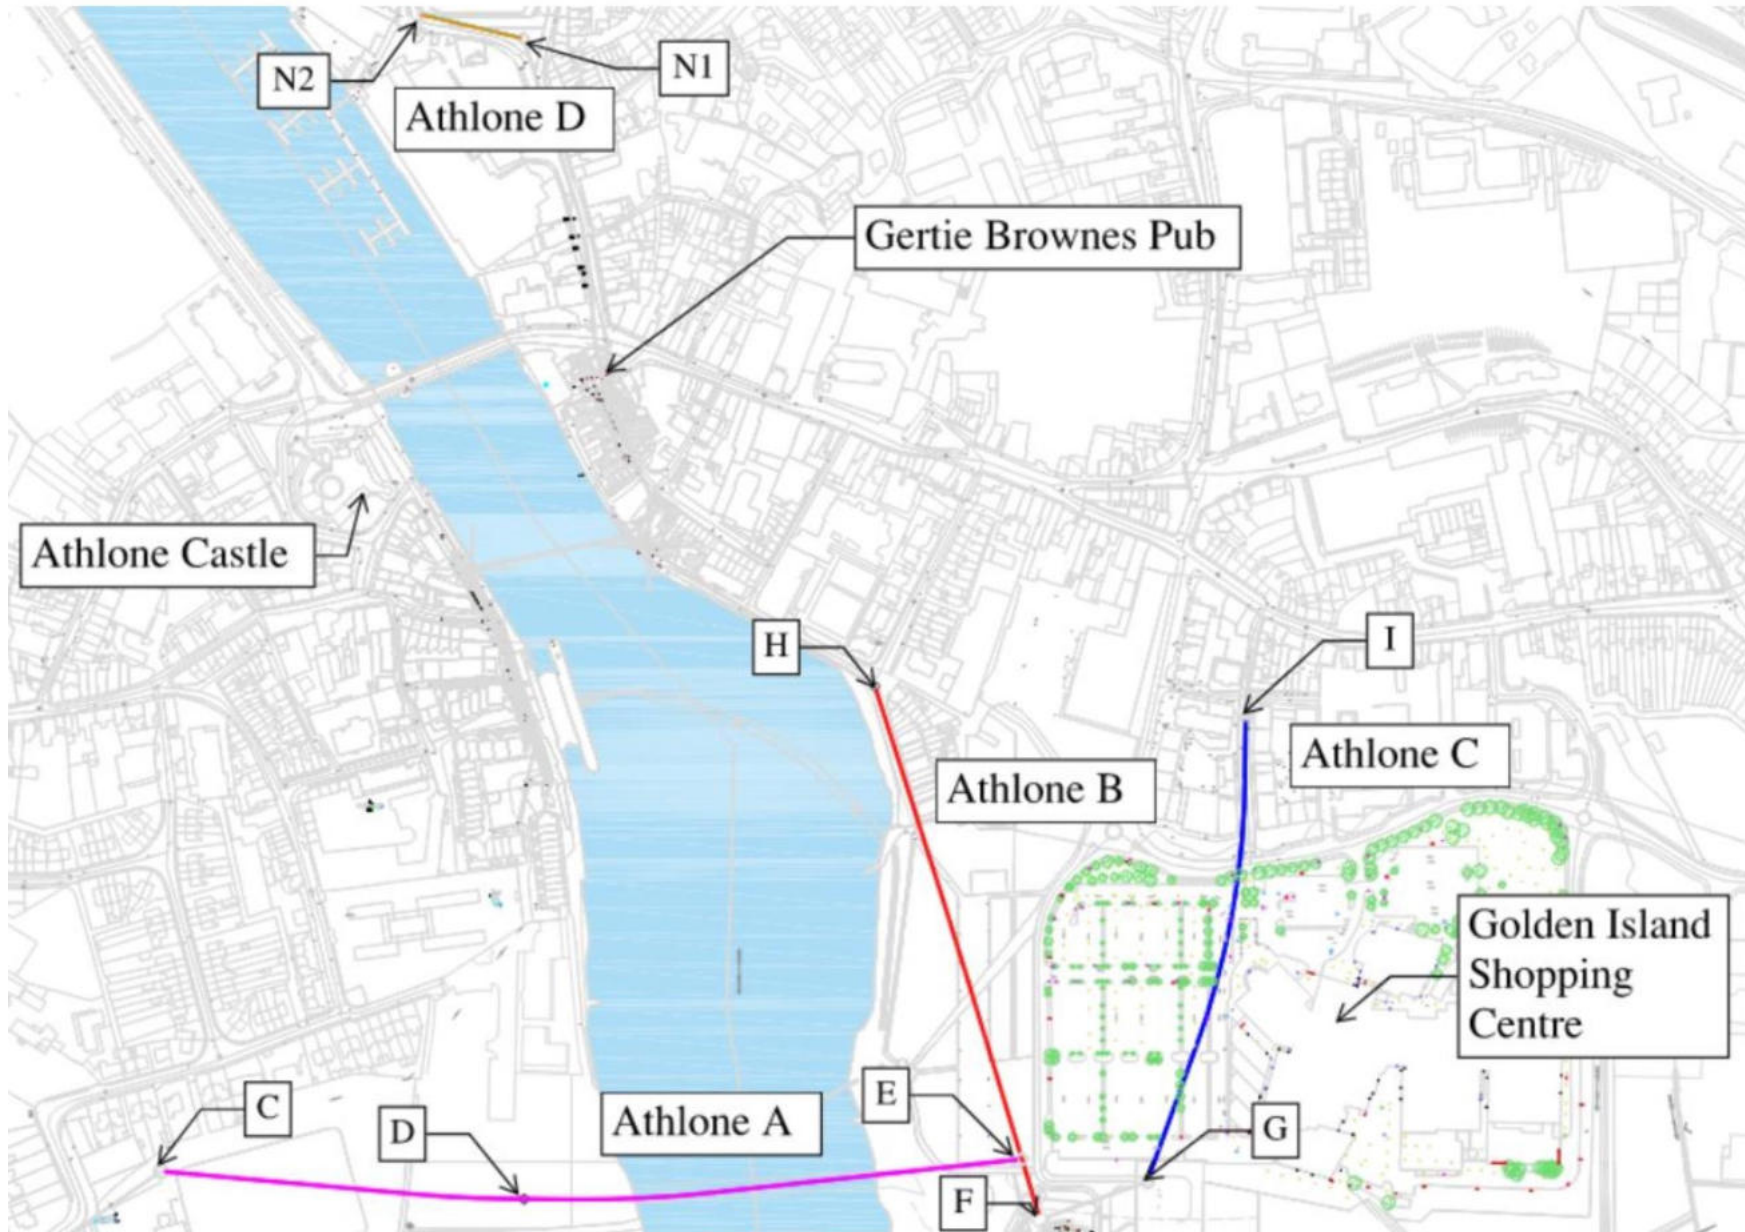 N2
N1
Athlone D
Gertie Brownes Pub
Athlone Castle
H
I
Athlone C
Athlone B
Golden Island
Shopping
Centre
E
C
Athlone A
D
G
F